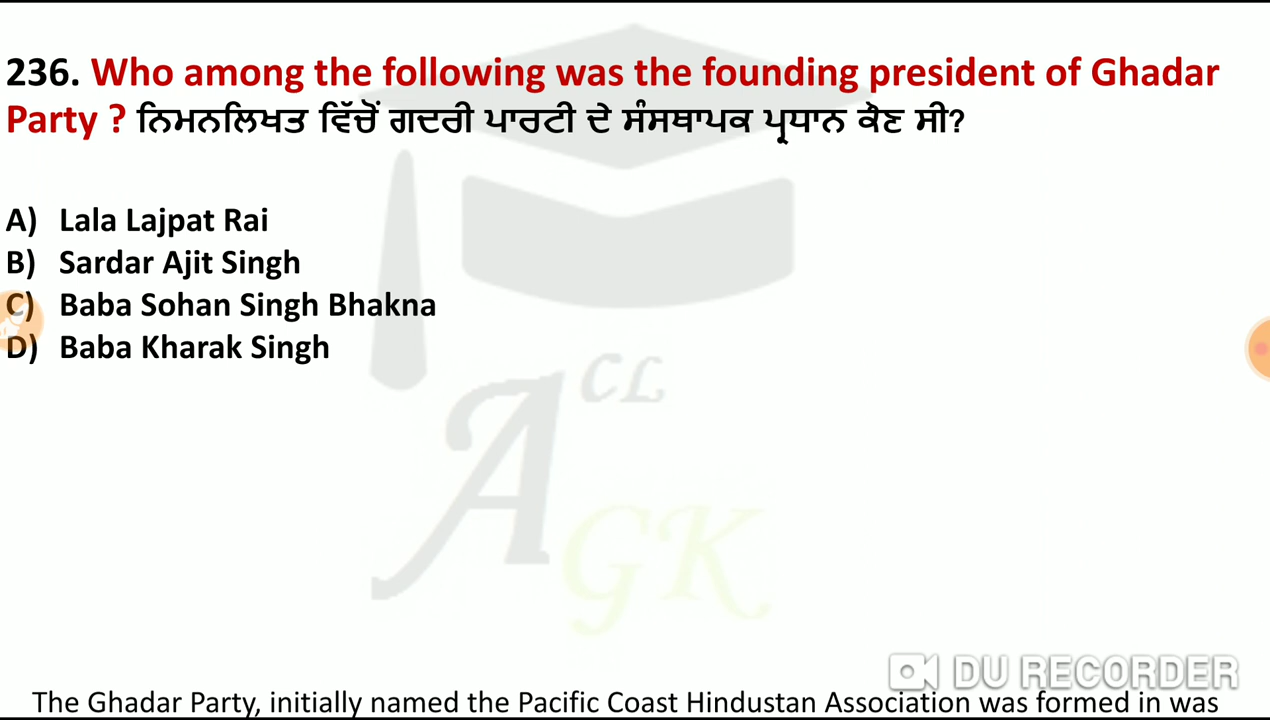 236. Who among the following was the founding president of Ghadar
Party ? ਨਿਮਨਲਿਖਤ ਵਿੱਚੋਂ ਗਦਰੀ ਪਾਰਟੀ ਦੇ ਸੰਸਥਾਪਕ ਪ੍ਰਧਾਨ ਕੌਣ ਸੀ?
A) Lala Lajpat Rai
B) Sardar Ajit Singh
C) Baba Sohan Singh Bhakna
D) Baba Kharak Singh
A CL
GK
DU RECORDER
The Ghadar Party, initially named the Pacific Coast Hindustan Association was formed in was